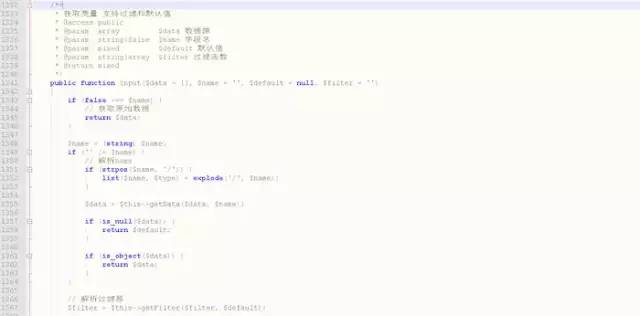 1332 /**
1333 * 获取变量 支持过滤和默认值
1334 * @access public
1335 * @param array $data 数据源
1336 * @param string|false $name 字段名
1337 * @param mixed $default 默认值
1338 * @param string|array $filter 过滤函数
1339 * @return mixed
1340 */
1341 public function input($data = [], $name = '', $default = null, $filter = '')
1342 {
1343 if (false === $name) {
1344 // 获取原始数据
1345 return $data;
1346 }
1347
1348 $name = (string) $name;
1349 if ('' != $name) {
1350 // 解析name
1351 if (strpos($name, '/')) {
1352 list($name, $type) = explode('/', $name);
1353 }
1354
1355 $data = $this->getData($data, $name);
1356
1357 if (is_null($data)) {
1358 return $default;
1359 }
1360
1361 if (is_object($data)) {
1362 return $data;
1363 }
1364 }
1365
1366 // 解析过滤器
1367 $filter = $this->getFilter($filter, $default);